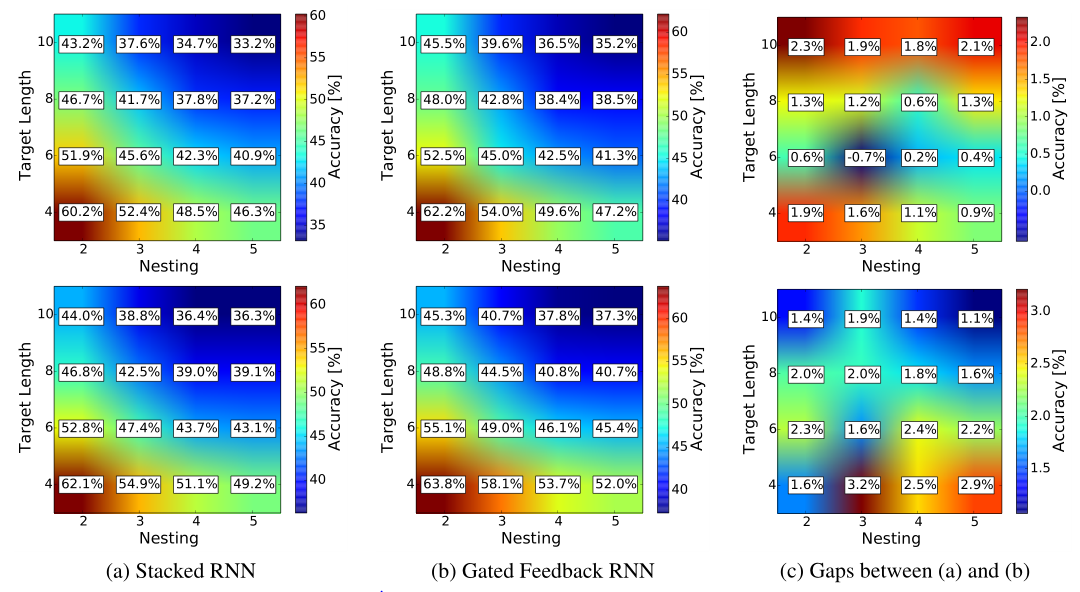 Target Length
10
8
6
4
43.2% 37.6% 34.7% 33.2%
46.7% 41.7% 37.8% 37.2%
51.9% 45.6% 42.3% 40.9%
60.2% 52.4% 48.5% 46.3%
2 3 4 5
Nesting
60
55
50
45
40
35
Accuracy [%]
Target Length
10
8
6
4
45.5% 39.6% 36.5% 35.2%
48.0% 42.8% 38.4% 38.5%
52.5% 45.0% 42.5% 41.3%
62.2% 54.0% 49.6% 47.2%
2 3 4 5
Nesting
60
55
50
45
40
Accuracy [%]
Target Length
10
8
6
4
2.3% 1.9% 1.8% 2.1%
1.3% 1.2% 0.6% 1.3%
0.6% -0.7% 0.2% 0.4%
1.9% 1.6% 1.1% 0.9%
2 3 4 5
Nesting
2.0
1.5
1.0
0.5
0.0
Accuracy [%]
Target Length
10
8
6
4
44.0% 38.8% 36.4% 36.3%
46.8% 42.5% 39.0% 39.1%
52.8% 47.4% 43.7% 43.1%
62.1% 54.9% 51.1% 49.2%
2 3 4 5
Nesting
60
55
50
45
40
Accuracy [%]
Target Length
10
8
6
4
45.3% 40.7% 37.8% 37.3%
48.8% 44.5% 40.8% 40.7%
55.1% 49.0% 46.1% 45.4%
63.8% 58.1% 53.7% 52.0%
2 3 4 5
Nesting
60
55
50
45
40
Accuracy [%]
Target Length
10
8
6
4
1.4% 1.9% 1.4% 1.1%
2.0% 2.0% 1.8% 1.6%
2.3% 1.6% 2.4% 2.2%
1.6% 3.2% 2.5% 2.9%
2 3 4 5
Nesting
3.0
2.5
2.0
1.5
Accuracy [%]
(a) Stacked RNN
(b) Gated Feedback RNN
(c) Gaps between (a) and (b)